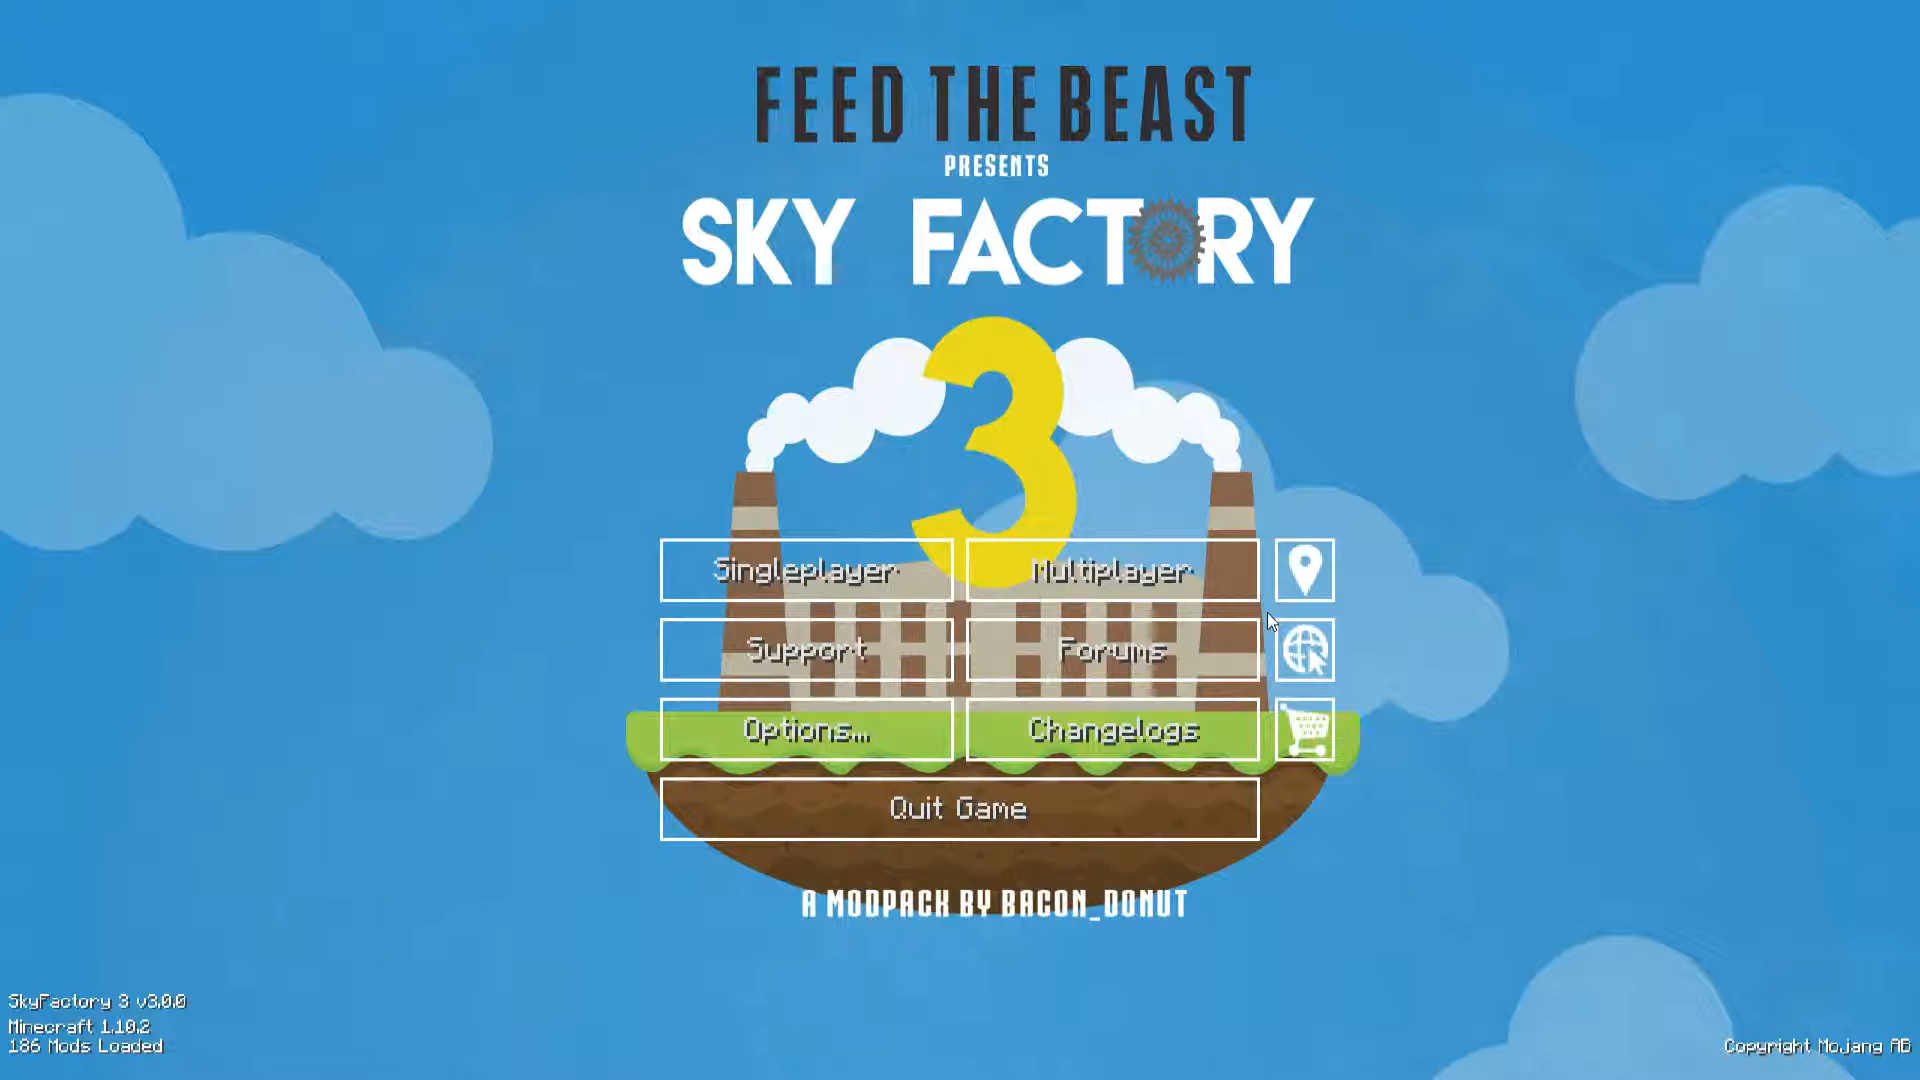 FEED THE BEAST
PRESENTS
SKY FACTORY
3
Singleplayer
Multiplayer
Support
Forums
Options...
Changelogs
Quit Game
A MODPACK BY BACON_DONUT
SkyFactory 3 v3.0.0
Minecraft 1.10.2
186 Mods Loaded
Copyright Mojang AB